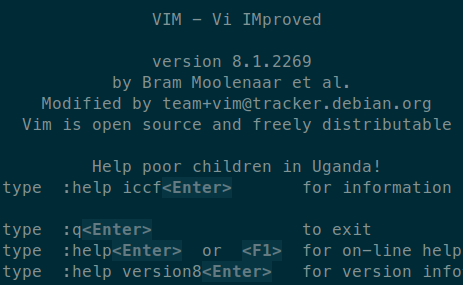 VIM - Vi IMproved
version 8.1.2269
by Bram Moolenaar et al.
Modified by team+vim@tracker.debian.org
Vim is open source and freely distributable
Help poor children in Uganda!
type  :help iccf<Enter>       for information
type  :q<Enter>               to exit
type  :help<Enter>  or  <F1>  for on-line help
type  :help version8<Enter>   for version info